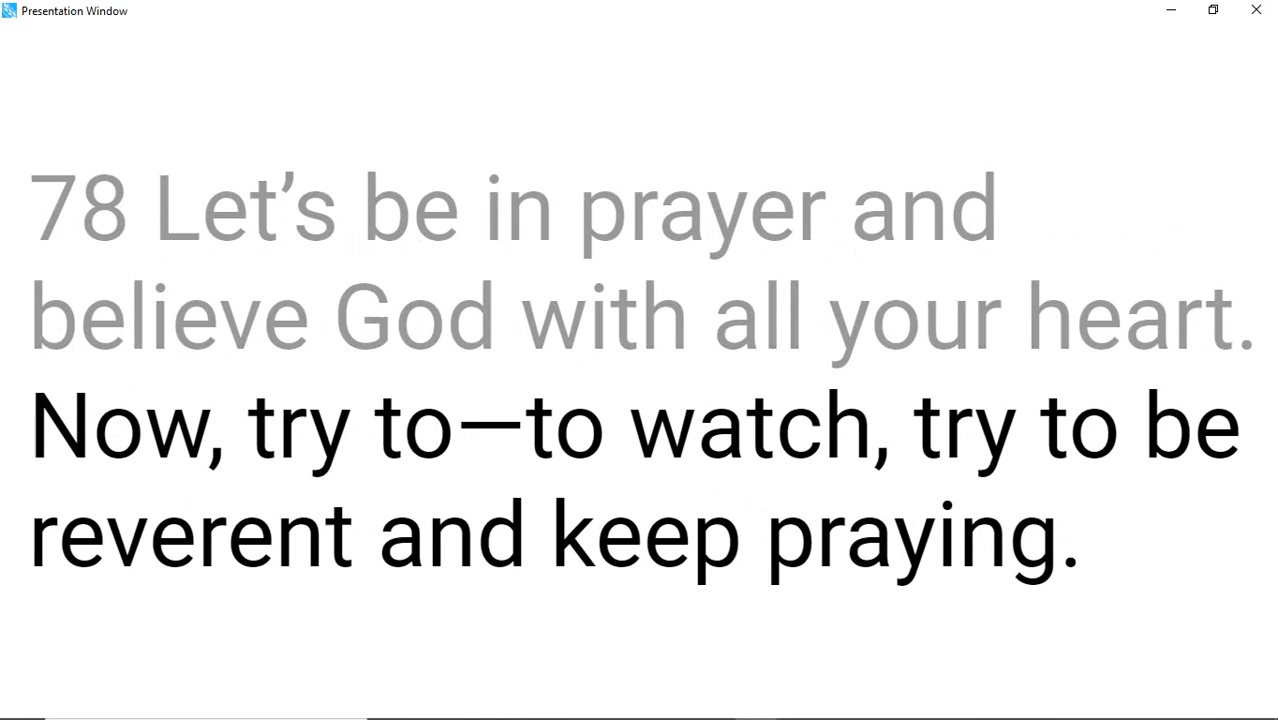 Presentation Window
78 Let’s be in prayer and
believe God with all your heart.
Now, try to—to watch, try to be
reverent and keep praying.